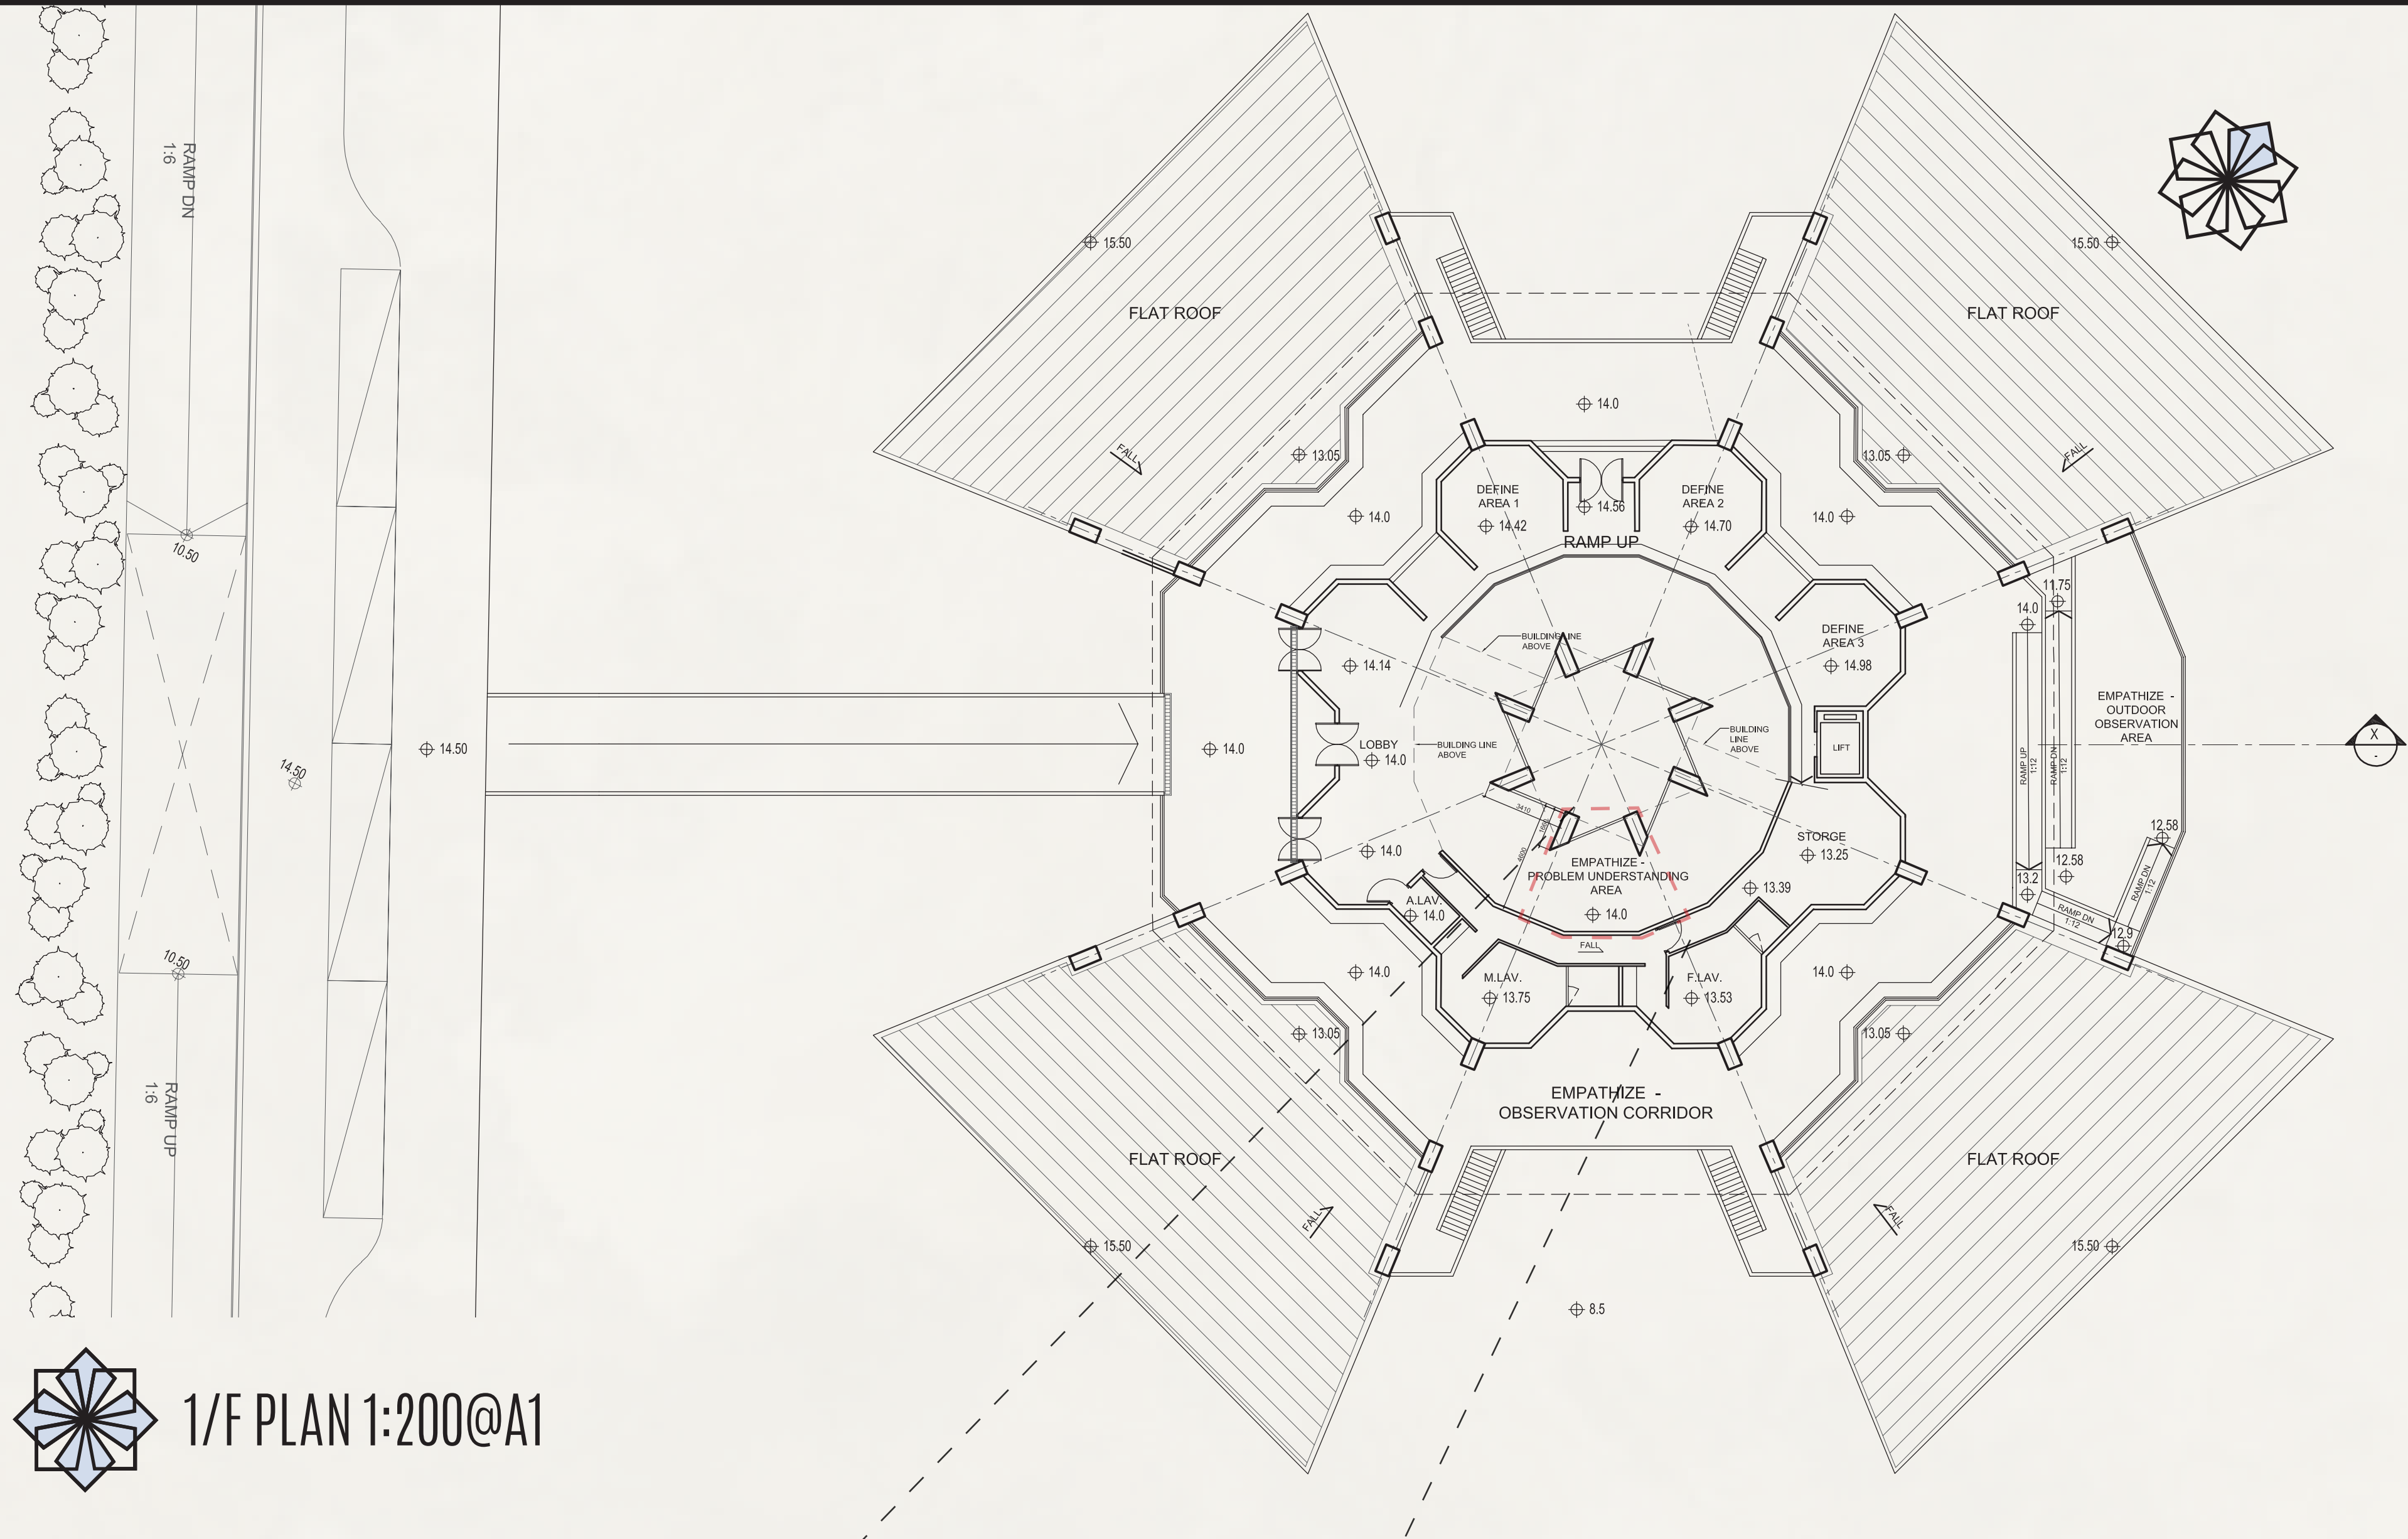 RAMP DN
1:6
10.50
10.50
RAMP UP
1:6
14.50
14.50
15.50
FLAT ROOF
FALL
13.05
14.0
14.0
15.50
FLAT ROOF
FALL
13.05
14.0
DEFINE
AREA 1
14.42
14.56
DEFINE
AREA 2
14.70
RAMP UP
DEFINE
AREA 3
14.98
14.14
BUILDING LINE
ABOVE
BUILDING LINE
ABOVE
BUILDING
LINE
ABOVE
LIFT
LOBBY
14.0
14.0
14.0
3410
1650
4600
EMPATHIZE -
PROBLEM UNDERSTANDING
AREA
14.0
STORGE
13.25
13.39
A.LAV.
14.0
FALL
M.LAV.
13.75
F.LAV.
13.53
14.0
14.0
13.05
13.05
EMPATHIZE -
OBSERVATION CORRIDOR
11.75
14.0
RAMP UP
1:12
RAMP DN
1:12
EMPATHIZE -
OUTDOOR
OBSERVATION
AREA
X
-
12.58
12.58
13.2
RAMP DN
1:12
RAMP DN
1:12
12.9
FLAT ROOF
FALL
15.50
FLAT ROOF
FALL
15.50
8.5
1/F PLAN 1:200@A1